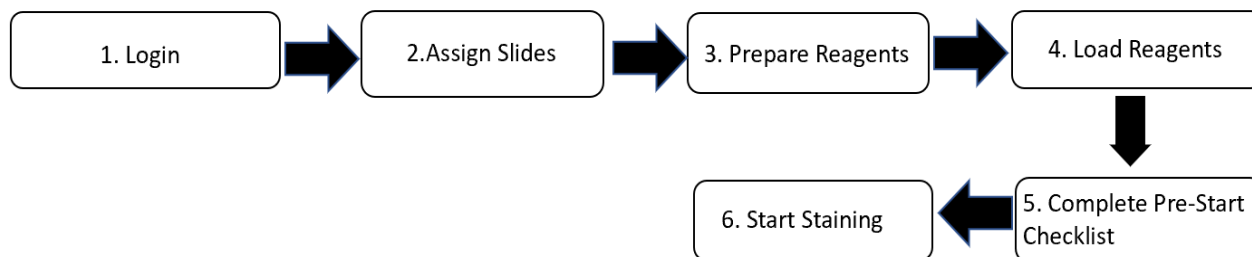 1. Login
2.Assign Slides
3. Prepare Reagents
4. Load Reagents
5. Complete Pre-Start
Checklist
6. Start Staining